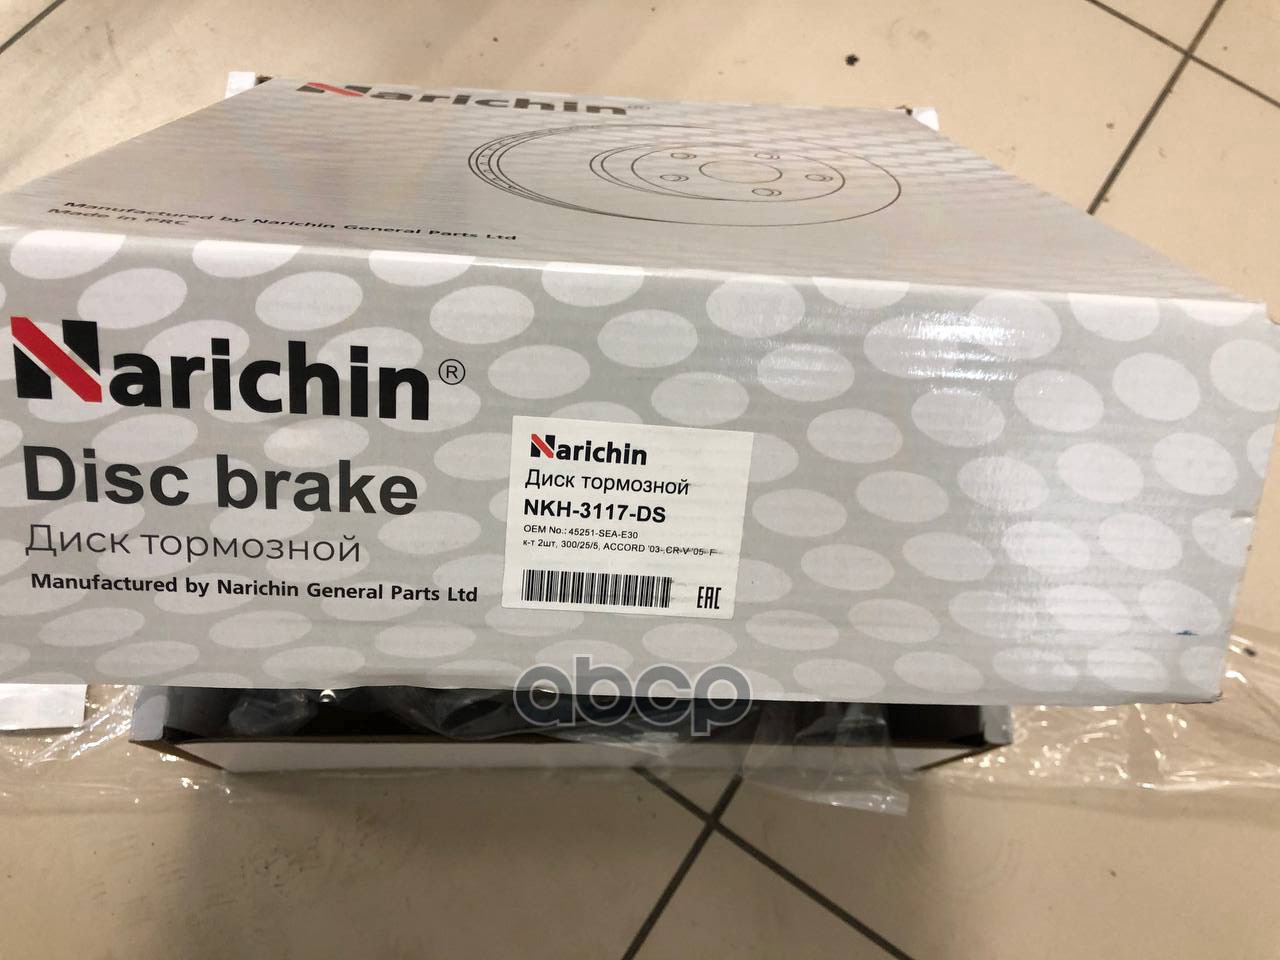 Narichin®
Manufactured by Narichin General Parts Ltd
Made in PRC
Narichin®
Disc brake
Диск тормозной
Manufactured by Narichin General Parts Ltd
Narichin
Диск тормозной
NKH-3117-DS
OEM No.: 45251-SEA-E30
к-т 2шт, 300/25/5, ACCORD '03-,CR-V '05- F
EAC
abcp